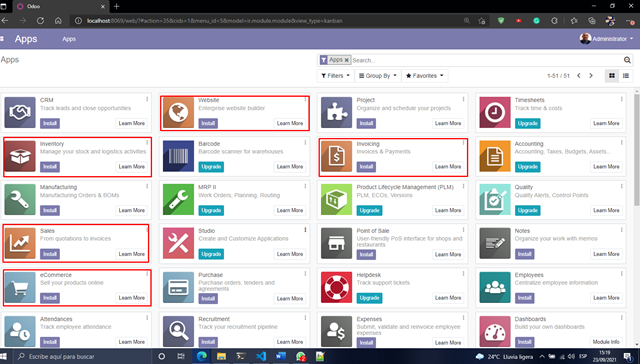 Odoo
localhost:8069/web/?#action=35&cids=1&menu_id=5&model=ir.module.module&view_type=kanban
Apps Apps Administrator
Apps Apps Search...
Filters Group By Favorites 1-51 / 51
CRM Website Project Timesheets
Track leads and close opportunities Enterprise website builder Organize and schedule your projects Track time & costs
Install Learn More Install Learn More Install Learn More Upgrade Learn More
Inventory Barcode Invoicing Accounting
Manage your stock and logistics activities Barcode scanner for warehouses Invoices & Payments Accounting, Taxes, Budgets, Assets...
Install Learn More Upgrade Learn More Install Learn More Upgrade Learn More
Manufacturing MRP II Product Lifecycle Management (PLM) Quality
Manufacturing Orders & BOMs Work Orders, Planning, Routing PLM, ECOs, Versions Quality Alerts, Control Points
Install Learn More Upgrade Learn More Upgrade Learn More Upgrade Learn More
Sales Studio Point of Sale Notes
From quotations to invoices Create and Customize Applications User-friendly PoS interface for shops and Organize your work with memos
restaurants
Install Learn More Upgrade Learn More Install Learn More Install Learn More
eCommerce Purchase Helpdesk Employees
Sell your products online Purchase orders, tenders and Track support tickets Centralize employee information
agreements
Install Learn More Install Learn More Upgrade Learn More Install Learn More
Attendances Recruitment Expenses Dashboards
Track employee attendance Track your recruitment pipeline Submit, validate and reinvoice employee Build your own dashboards
expenses
Install Learn More Install Learn More Install Learn More Install Module Info
Escribe aquí para buscar 24°C Lluvia ligera ESP 15:19
23/09/2021